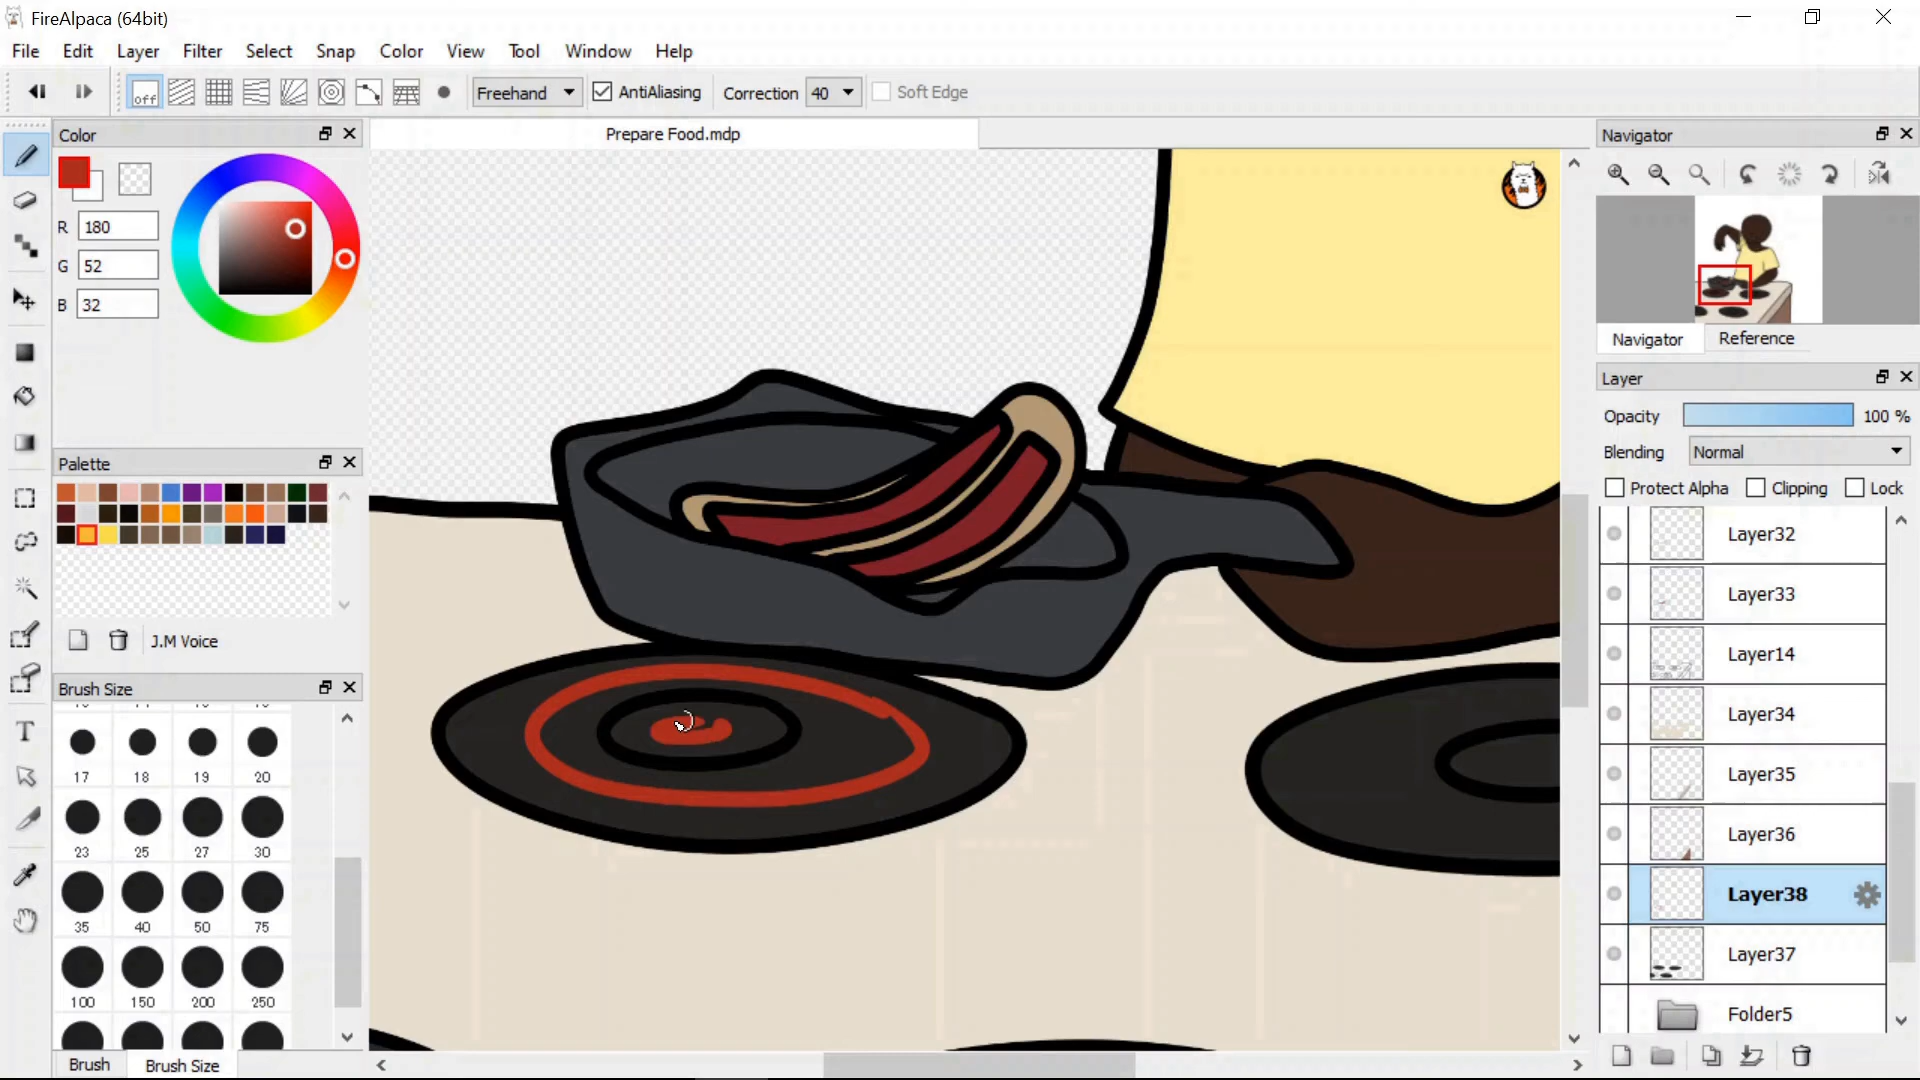 FireAlpaca (64bit)
File Edit Layer Filter Select Snap Color View Tool Window Help
off Freehand AntiAliasing Correction 40 Soft Edge
Color
R 180
G 52
B 32
Palette
J.M Voice
Brush Size
17 18 19 20
23 25 27 30
35 40 50 75
100 150 200 250
Brush Brush Size
Prepare Food.mdp
Navigator
Navigator Reference
Layer
Opacity 100 %
Blending Normal
Protect Alpha Clipping Lock
Layer32
Layer33
Layer14
Layer34
Layer35
Layer36
Layer38
Layer37
Folder5